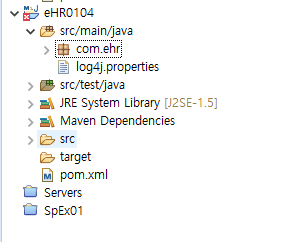 eHR0104
src/main/java
com.ehr
log4j.properties
src/test/java
JRE System Library [J2SE-1.5]
Maven Dependencies
src
target
pom.xml
Servers
SpEx01